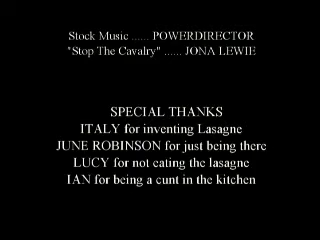 Stock Music ...... POWERDIRECTOR
"Stop The Cavalry" ...... JONA LEWIE
SPECIAL THANKS
ITALY for inventing Lasagne
JUNE ROBINSON for just being there
LUCY for not eating the lasagne
IAN for being a cunt in the kitchen